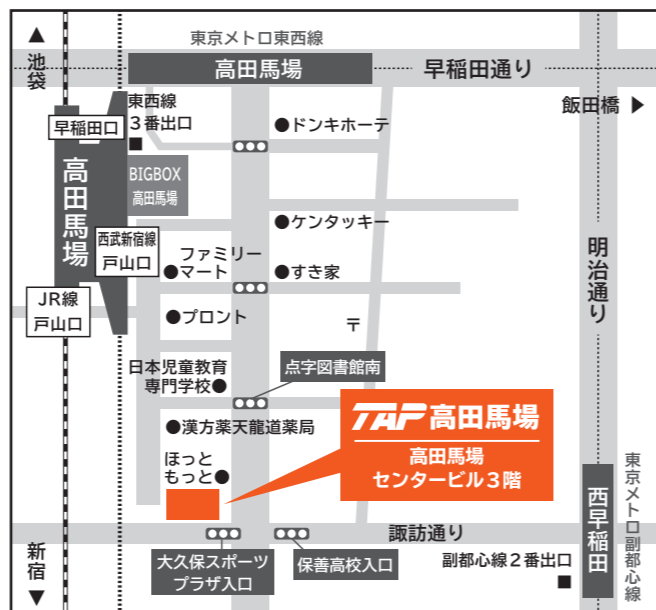 ▲
池袋
東京メトロ東西線
高田馬場
早稲田通り
飯田橋 ▶
東西線
3番出口
■
早稲田口
高田馬場
●ドンキホーテ
BIGBOX
高田馬場
●ケンタッキー
西武新宿線
戸山口
ファミリー
●マート
●すき家
明治通り
JR線
戸山口
●プロント
〒
日本児童教育
専門学校●
点字図書館南
TAP 高田馬場
高田馬場
センタービル3階
●漢方薬天龍道薬局
ほっと
もっと●
西早稲田
東京メトロ副都心線
諏訪通り
大久保スポーツ
プラザ入口
保善高校入口
副都心線2番出口
■
新宿
▼